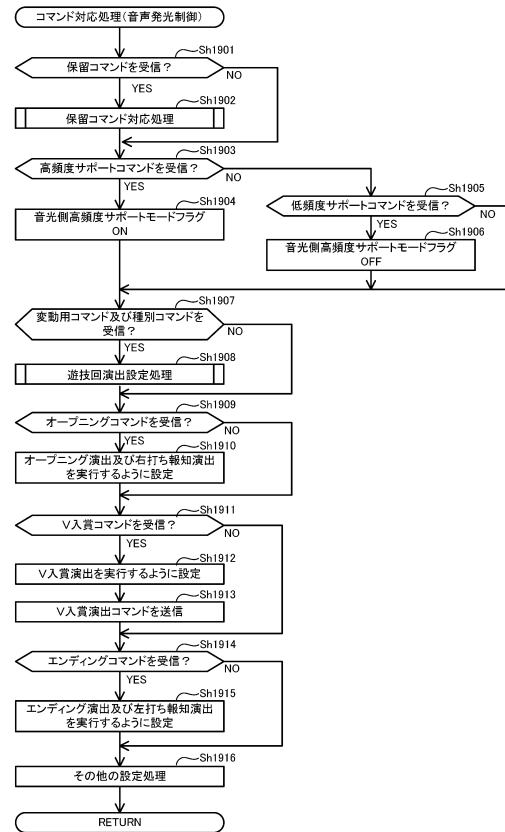 コマンド対応処理(音声発光制御)
Sh1901
保留コマンドを受信?
NO
YES
Sh1902
保留コマンド対応処理
Sh1903
高頻度サポートコマンドを受信?
NO
YES
Sh1904
音光側高頻度サポートモードフラグ
ON
Sh1905
低頻度サポートコマンドを受信?
NO
YES
Sh1906
音光側高頻度サポートモードフラグ
OFF
Sh1907
変動用コマンド及び種別コマンドを
受信?
NO
YES
Sh1908
遊技回演出設定処理
Sh1909
オープニングコマンドを受信?
NO
YES
Sh1910
オープニング演出及び右打ち報知演出
を実行するように設定
Sh1911
V入賞コマンドを受信?
NO
YES
Sh1912
V入賞演出を実行するように設定
Sh1913
V入賞演出コマンドを送信
Sh1914
エンディングコマンドを受信?
NO
YES
Sh1915
エンディング演出及び左打ち報知演出
を実行するように設定
Sh1916
その他の設定処理
RETURN